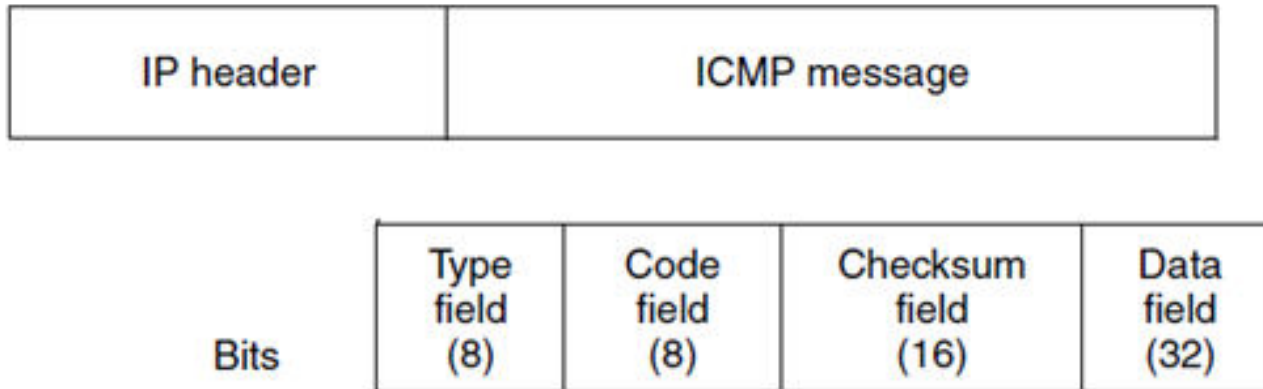 IP header ICMP message
Type Code Checksum Data
field field field field
Bits (8) (8) (16) (32)